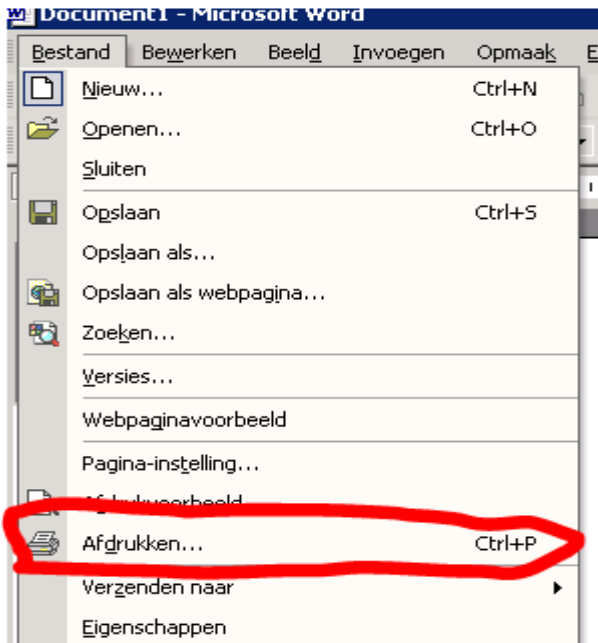 Document1 - Microsoft Word
Bestand Bewerken Beeld Invoegen Opmaak E
Nieuw... Ctrl+N
Openen... Ctrl+O
Sluiten
Opslaan Ctrl+S
Opslaan als...
Opslaan als webpagina...
Zoeken...
Versies...
Webpaginavoorbeeld
Pagina-instelling...
Afdrukvoorbeeld
Afdrukken... Ctrl+P
Verzenden naar
Eigenschappen